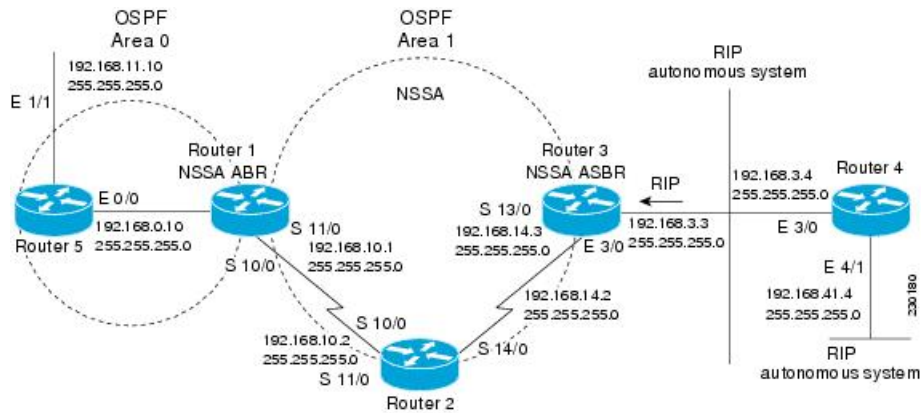 OSPF
Area 0
192.168.11.10
255.255.255.0
E 1/1
OSPF
Area 1
NSSA
RIP
autonomous system
Router 1
NSSA ABR
Router 3
NSSA ASBR
RIP
192.168.3.4
255.255.255.0
Router 4
E 0/0
192.168.0.10
255.255.255.0
Router 5
S 11/0
192.168.10.1
255.255.255.0
S 10/0
S 13/0
192.168.14.3
255.255.255.0
E 3/0
192.168.3.3
255.255.255.0
E 3/0
E 4/1
192.168.41.4
255.255.255.0
230180
192.168.14.2
255.255.255.0
S 10/0
192.168.10.2
255.255.255.0
S 11/0
S 14/0
Router 2
RIP
autonomous system